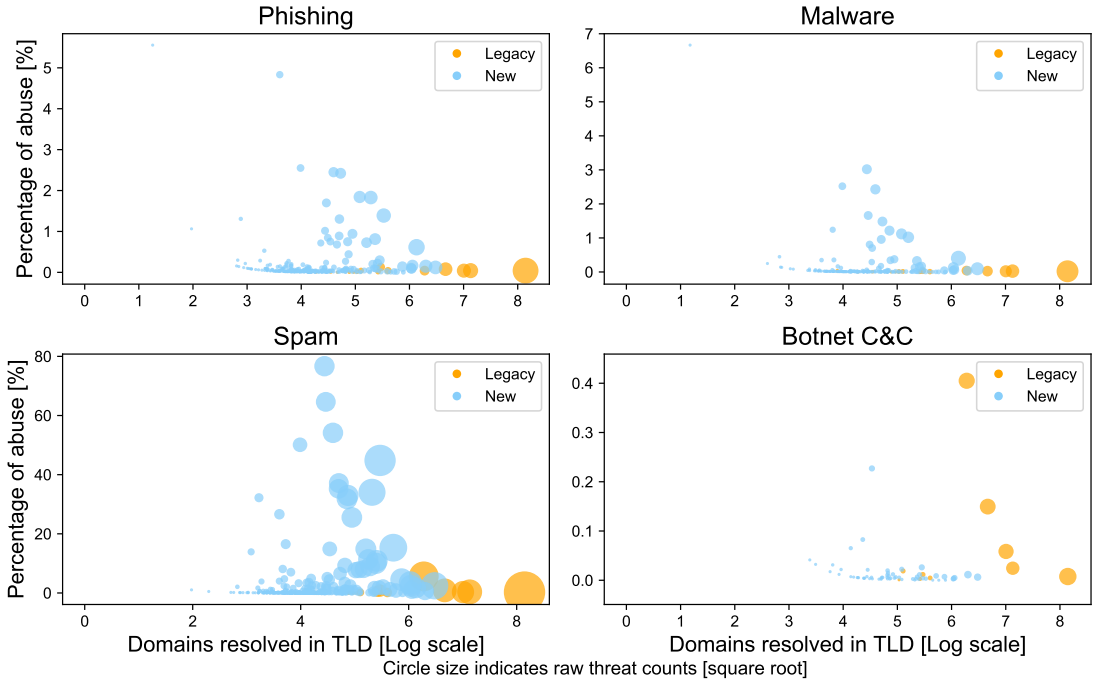 Phishing
Percentage of abuse [%]
5
4
3
2
1
0
0 1 2 3 4 5 6 7 8
Legacy
New
Malware
7
6
5
4
3
2
1
0
0 1 2 3 4 5 6 7 8
Legacy
New
Spam
Percentage of abuse [%]
80
60
40
20
0
0 1 2 3 4 5 6 7 8
Domains resolved in TLD [Log scale]
Legacy
New
Botnet C&C
0.4
0.3
0.2
0.1
0.0
0 1 2 3 4 5 6 7 8
Domains resolved in TLD [Log scale]
Legacy
New
Circle size indicates raw threat counts [square root]